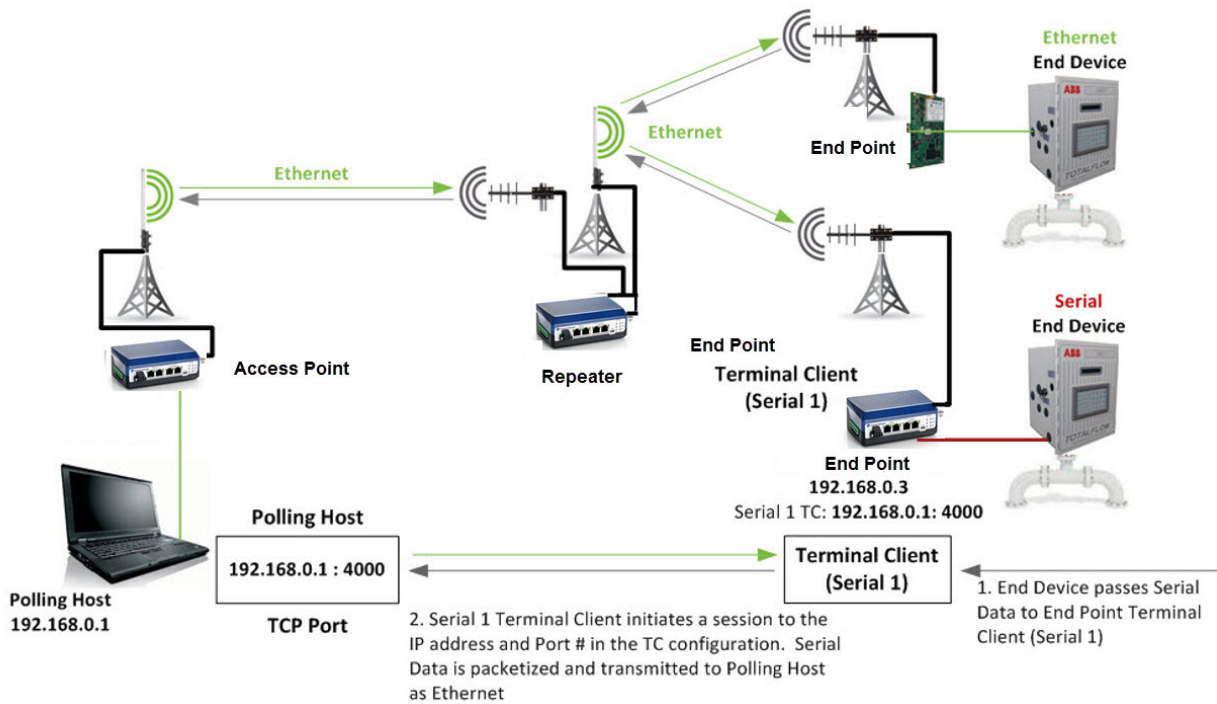 Ethernet
End Device
ABB
TOTALFLOW
End Point
Ethernet
Ethernet
Access Point
Repeater
End Point
Terminal Client
(Serial 1)
Serial
End Device
ABB
TOTALFLOW
End Point
192.168.0.3
Serial 1 TC: 192.168.0.1: 4000
Polling Host
192.168.0.1 : 4000
TCP Port
Polling Host
192.168.0.1
Terminal Client
(Serial 1)
1. End Device passes Serial
Data to End Point Terminal
Client (Serial 1)
2. Serial 1 Terminal Client initiates a session to the
IP address and Port # in the TC configuration.  Serial
Data is packetized and transmitted to Polling Host
as Ethernet